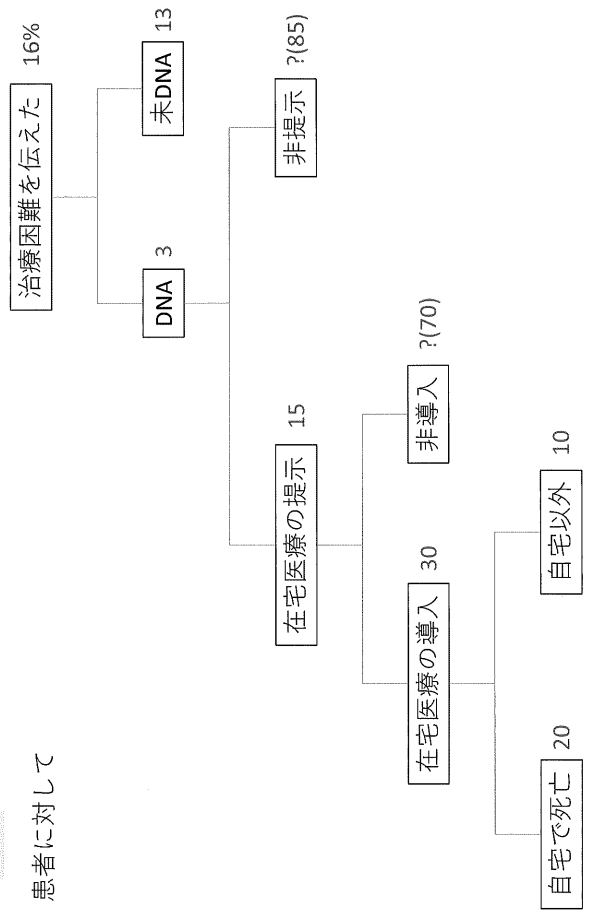 患者に対して
治療困難を伝えた 16%
DNA 3
未DNA 13
在宅医療の提示 15
非提示 ?(85)
在宅医療の導入 30
非導入 ?(70)
自宅で死亡 20
自宅以外 10